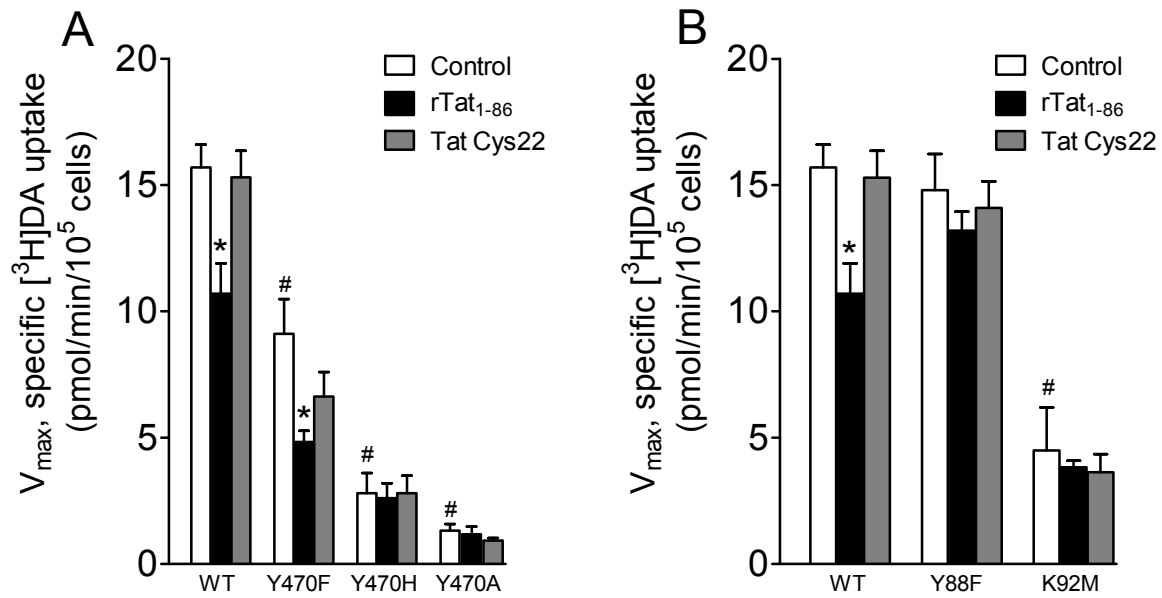 A
V_max, specific [³H]DA uptake
(pmol/min/10⁵ cells)
20
15
10
5
0
Control
rTat₁₋₈₆
Tat Cys22
*
#
*
#
#
WT Y470F Y470H Y470A
B
V_max, specific [³H]DA uptake
(pmol/min/10⁵ cells)
20
15
10
5
0
Control
rTat₁₋₈₆
Tat Cys22
*
#
WT Y88F K92M